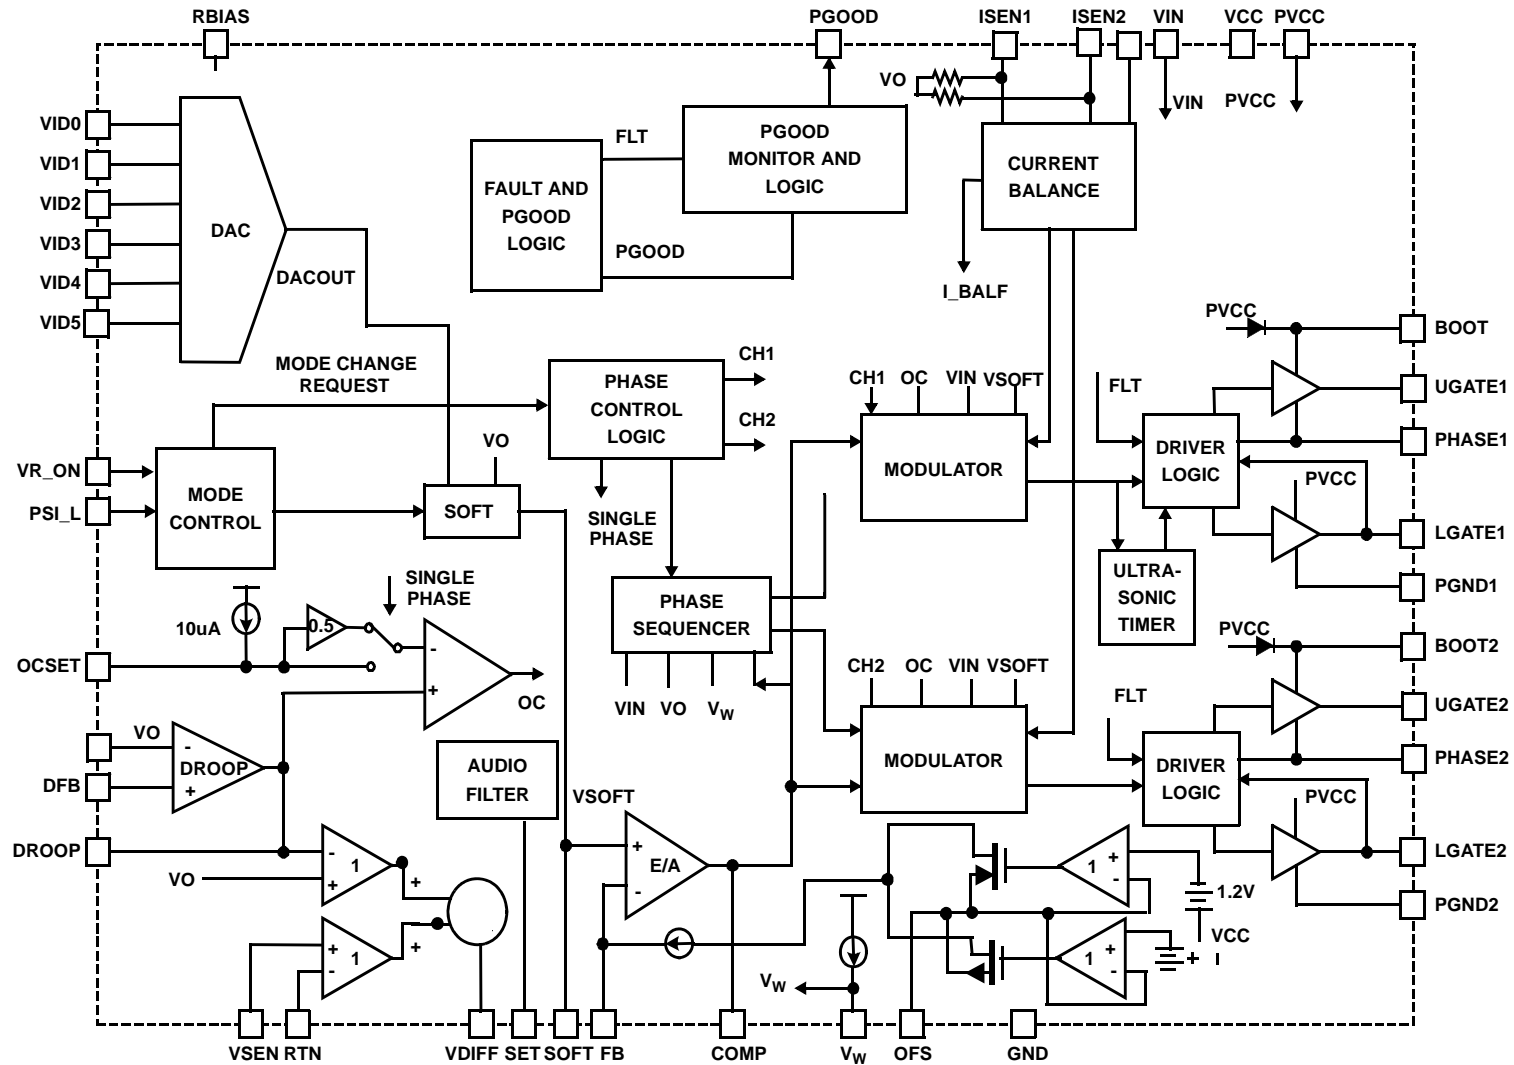 RBIAS
PGOOD
ISEN1
ISEN2
VIN
VCC
PVCC
VID0
VID1
VID2
VID3
VID4
VID5
DAC
DACOUT
FLT
FAULT AND
PGOOD
LOGIC
PGOOD
PGOOD
MONITOR AND
LOGIC
VO
CURRENT
BALANCE
I_BALF
VIN
PVCC
MODE CHANGE
REQUEST
PHASE
CONTROL
LOGIC
CH1
CH2
VR_ON
PSI_L
MODE
CONTROL
VO
SOFT
SINGLE
PHASE
CH1
OC
VIN
VSOFT
MODULATOR
FLT
DRIVER
LOGIC
PVCC
PVCC
BOOT
UGATE1
PHASE1
LGATE1
PGND1
ULTRA-
SONIC
TIMER
10uA
0.5
SINGLE
PHASE
OCSET
-
+
OC
PHASE
SEQUENCER
VIN
VO
VW
CH2
OC
VIN
VSOFT
MODULATOR
FLT
DRIVER
LOGIC
PVCC
PVCC
BOOT2
UGATE2
PHASE2
LGATE2
PGND2
VO
-
DROOP
+
DFB
DROOP
AUDIO
FILTER
VSOFT
+
E/A
-
-
1
+
VO
+
+
1
-
+
VW
1
+
-
1.2V
1
+
-
+
VCC
VSEN
RTN
VDIFF
SET
SOFT
FB
COMP
VW
OFS
GND